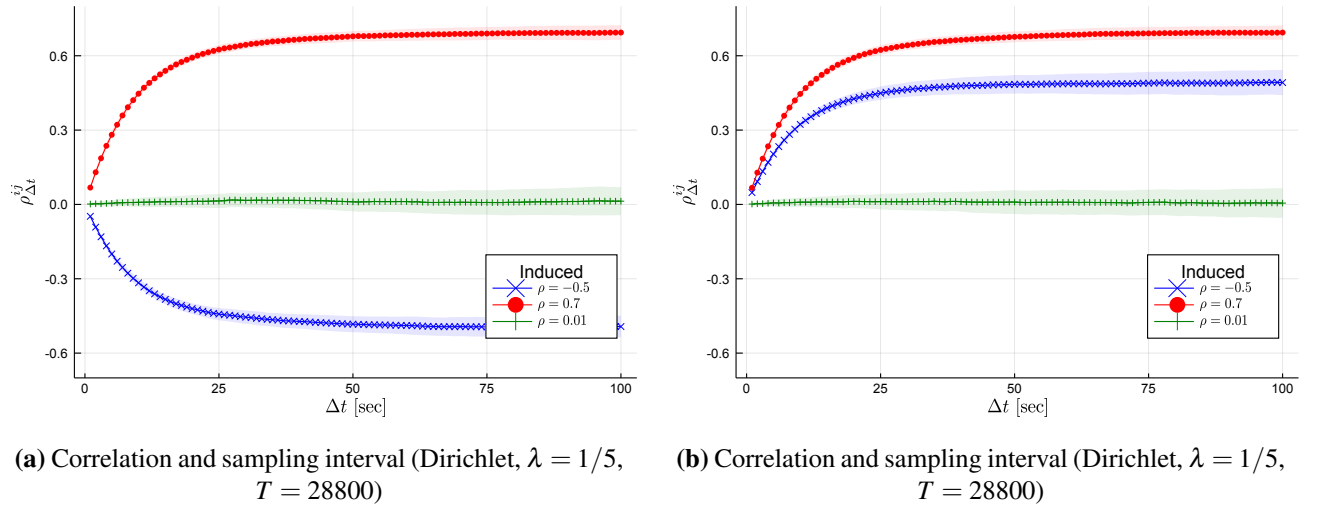 0.6
0.3
0.0
-0.3
-0.6
ρ^{ij}_{Δt}
0
25
50
75
100
Δt [sec]
Induced
ρ = −0.5
ρ = 0.7
ρ = 0.01
(a) Correlation and sampling interval (Dirichlet, λ = 1/5,
T = 28800)
0.6
0.3
0.0
-0.3
-0.6
ρ^{ij}_{Δt}
0
25
50
75
100
Δt [sec]
Induced
ρ = −0.5
ρ = 0.7
ρ = 0.01
(b) Correlation and sampling interval (Dirichlet, λ = 1/5,
T = 28800)